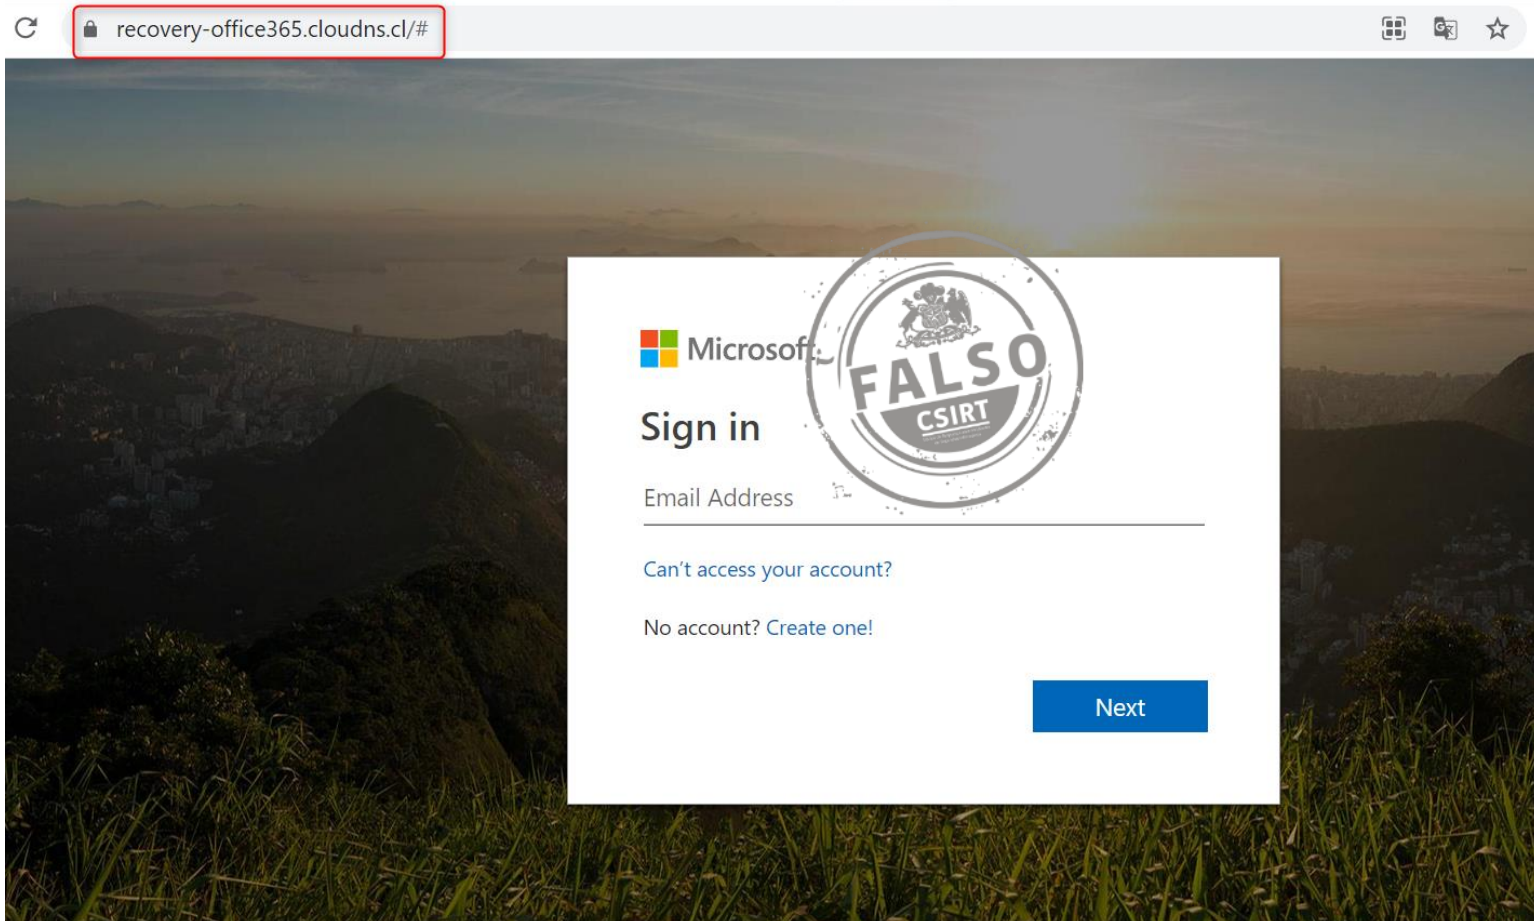 recovery-office365.cloudns.cl/#
Microsoft
FALSO
CSIRT
Sign in
Email Address
Can't access your account?
No account? Create one!
Next